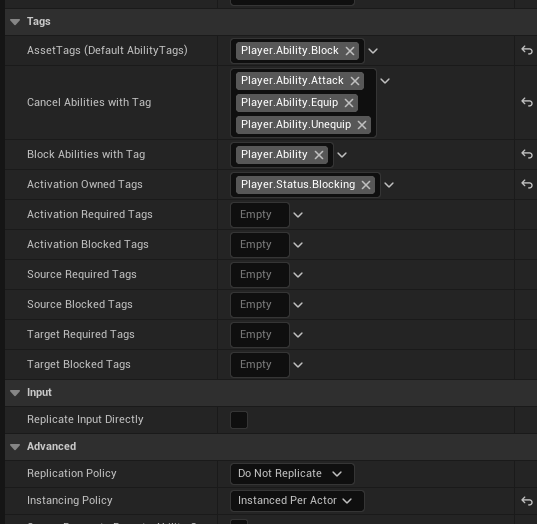 Tags
AssetTags (Default AbilityTags)
Player.Ability.Block
Cancel Abilities with Tag
Player.Ability.Attack
Player.Ability.Equip
Player.Ability.Unequip
Block Abilities with Tag
Player.Ability
Activation Owned Tags
Player.Status.Blocking
Activation Required Tags
Empty
Activation Blocked Tags
Empty
Source Required Tags
Empty
Source Blocked Tags
Empty
Target Required Tags
Empty
Target Blocked Tags
Empty
Input
Replicate Input Directly
Advanced
Replication Policy
Do Not Replicate
Instancing Policy
Instanced Per Actor